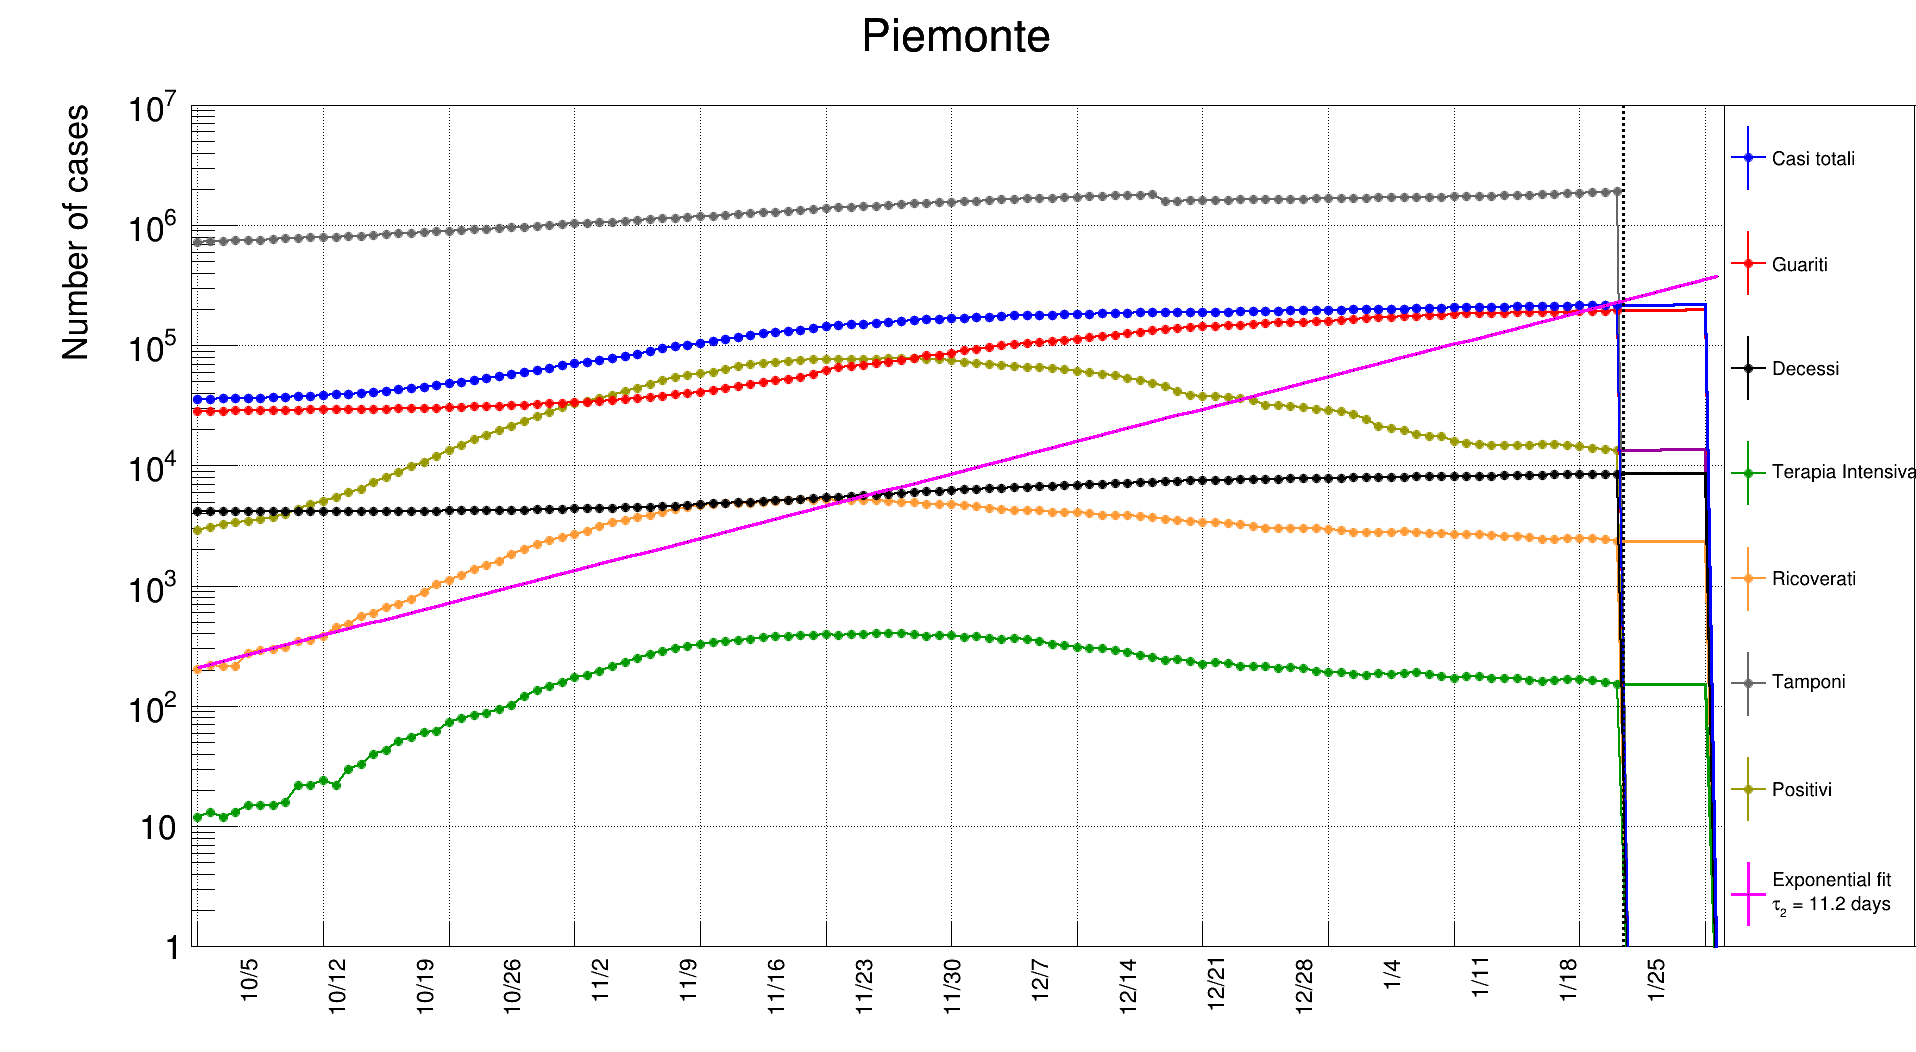 Piemonte
Number of cases
10^7
10^6
10^5
10^4
10^3
10^2
10
1
10/5
10/12
10/19
10/26
11/2
11/9
11/16
11/23
11/30
12/7
12/14
12/21
12/28
1/4
1/11
1/18
1/25
Casi totali
Guariti
Decessi
Terapia Intensiva
Ricoverati
Tamponi
Positivi
Exponential fit
τ_2 = 11.2 days